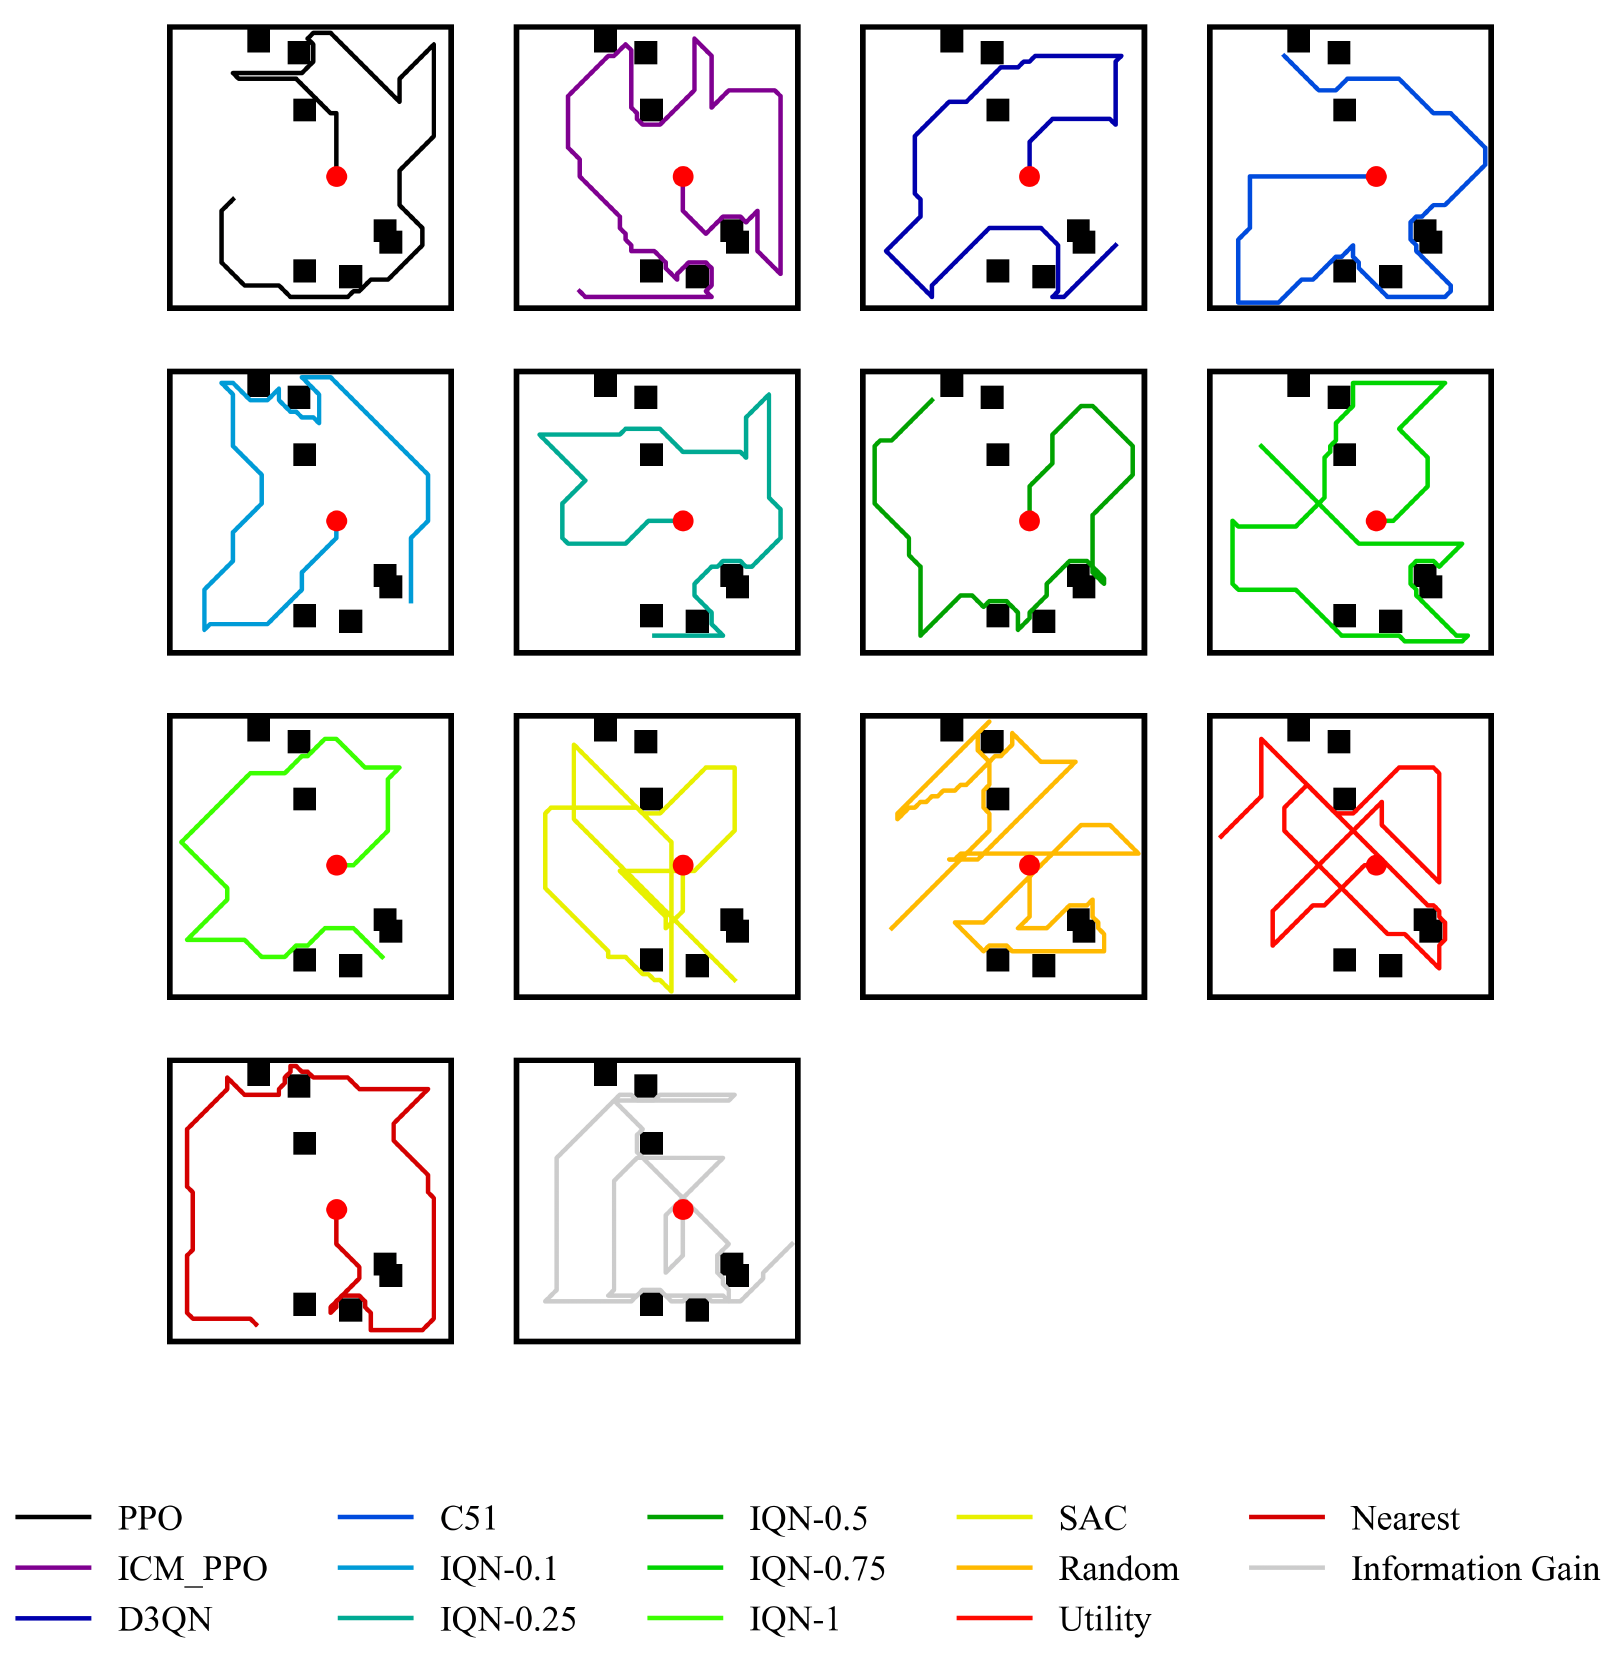 PPO C51 IQN-0.5 SAC Nearest
ICM_PPO IQN-0.1 IQN-0.75 Random Information Gain
D3QN IQN-0.25 IQN-1 Utility